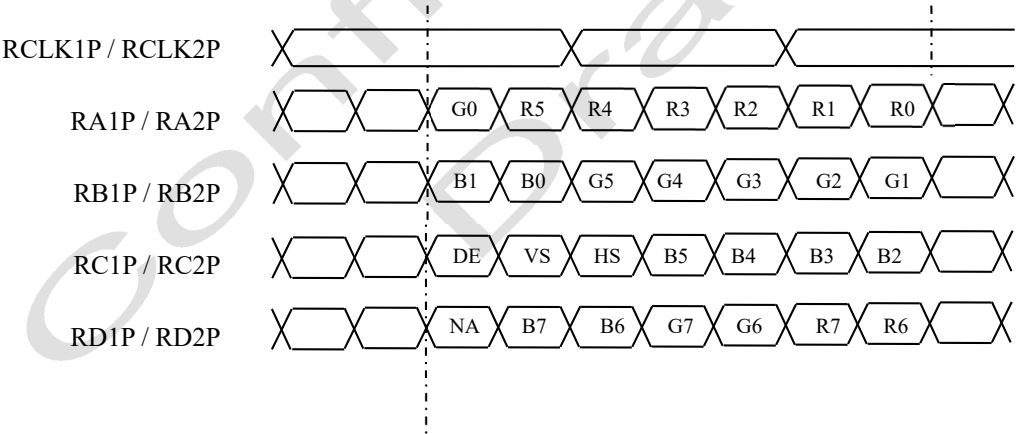 RCLK1P / RCLK2P
RA1P / RA2P G0 R5 R4 R3 R2 R1 R0
RB1P / RB2P B1 B0 G5 G4 G3 G2 G1
RC1P / RC2P DE VS HS B5 B4 B3 B2
RD1P / RD2P NA B7 B6 G7 G6 R7 R6